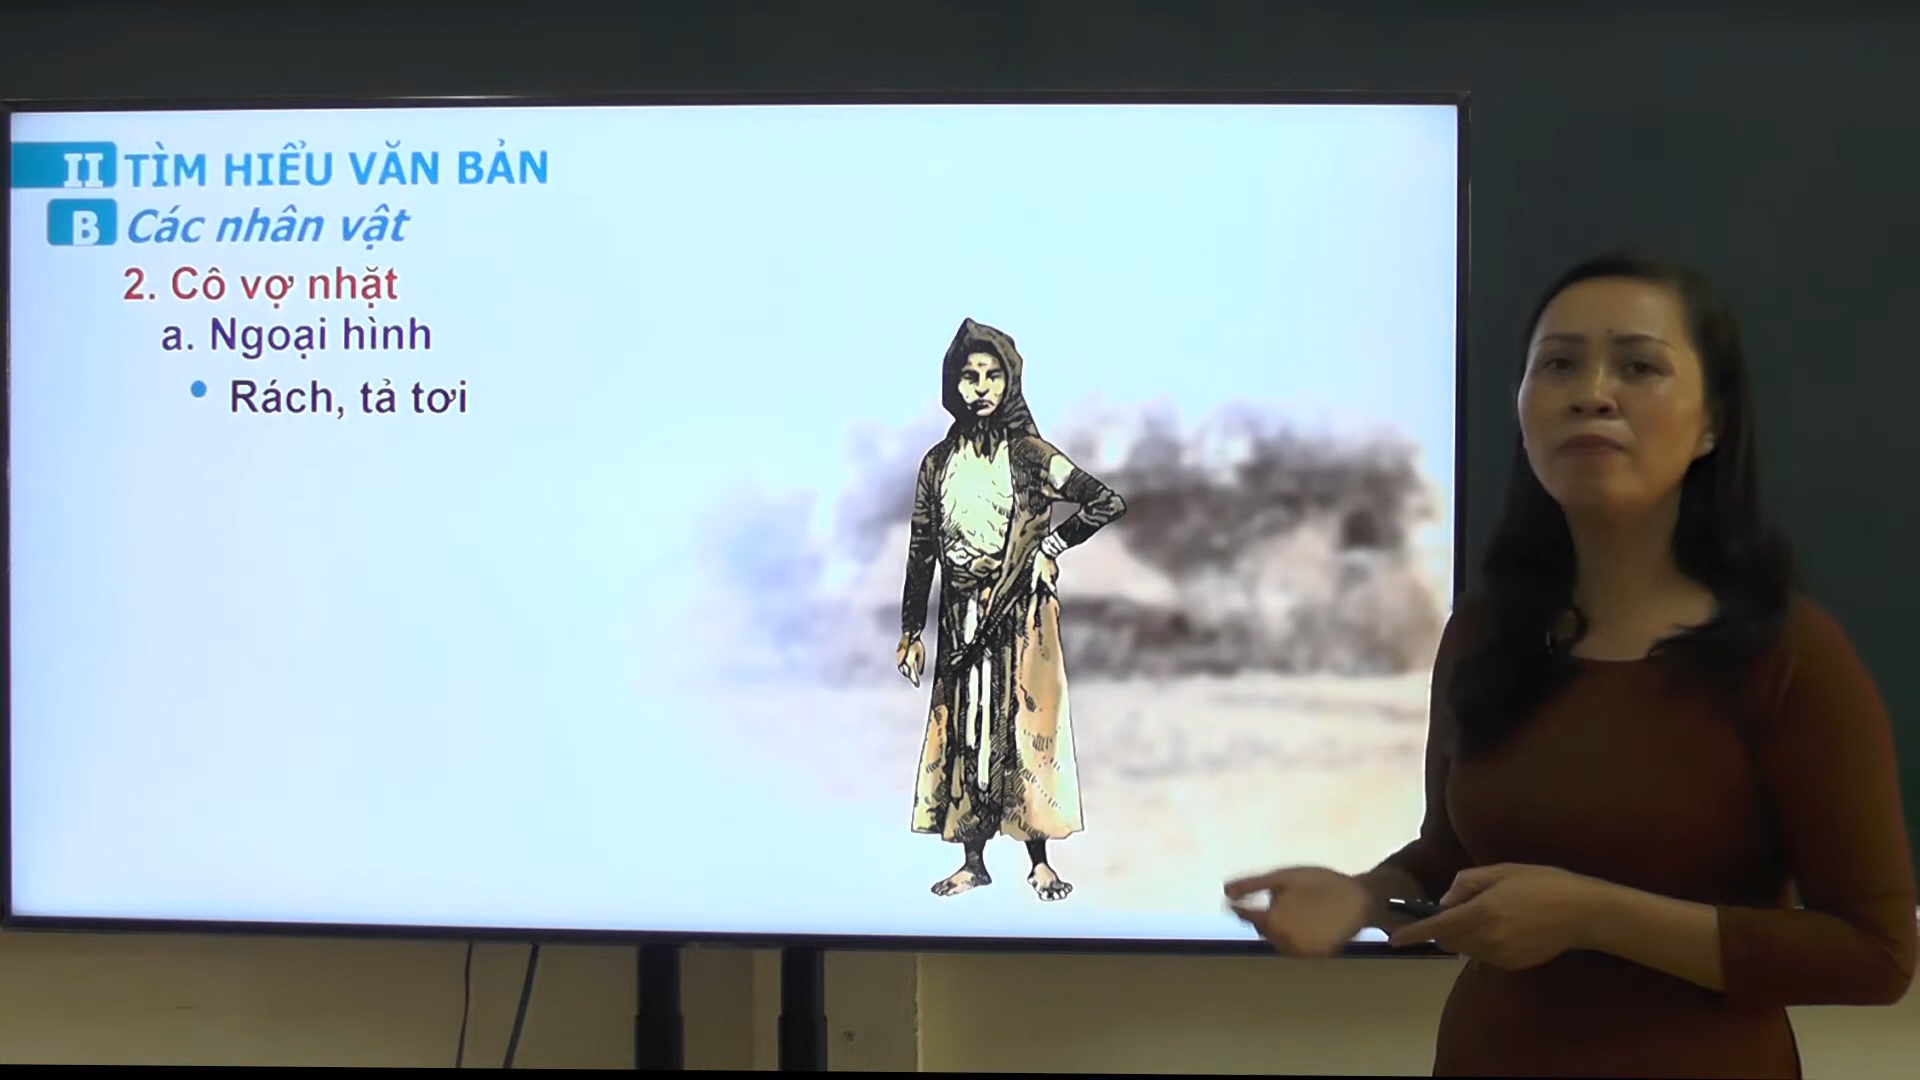 II TÌM HIỂU VĂN BẢN
B Các nhân vật
2. Cô vợ nhặt
a. Ngoại hình
• Rách, tả tơi